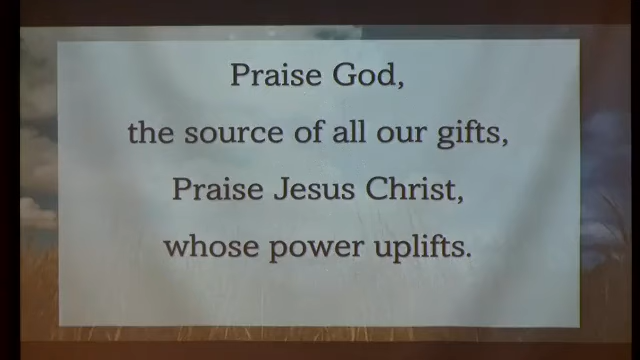 Praise God,
the source of all our gifts,
Praise Jesus Christ,
whose power uplifts.